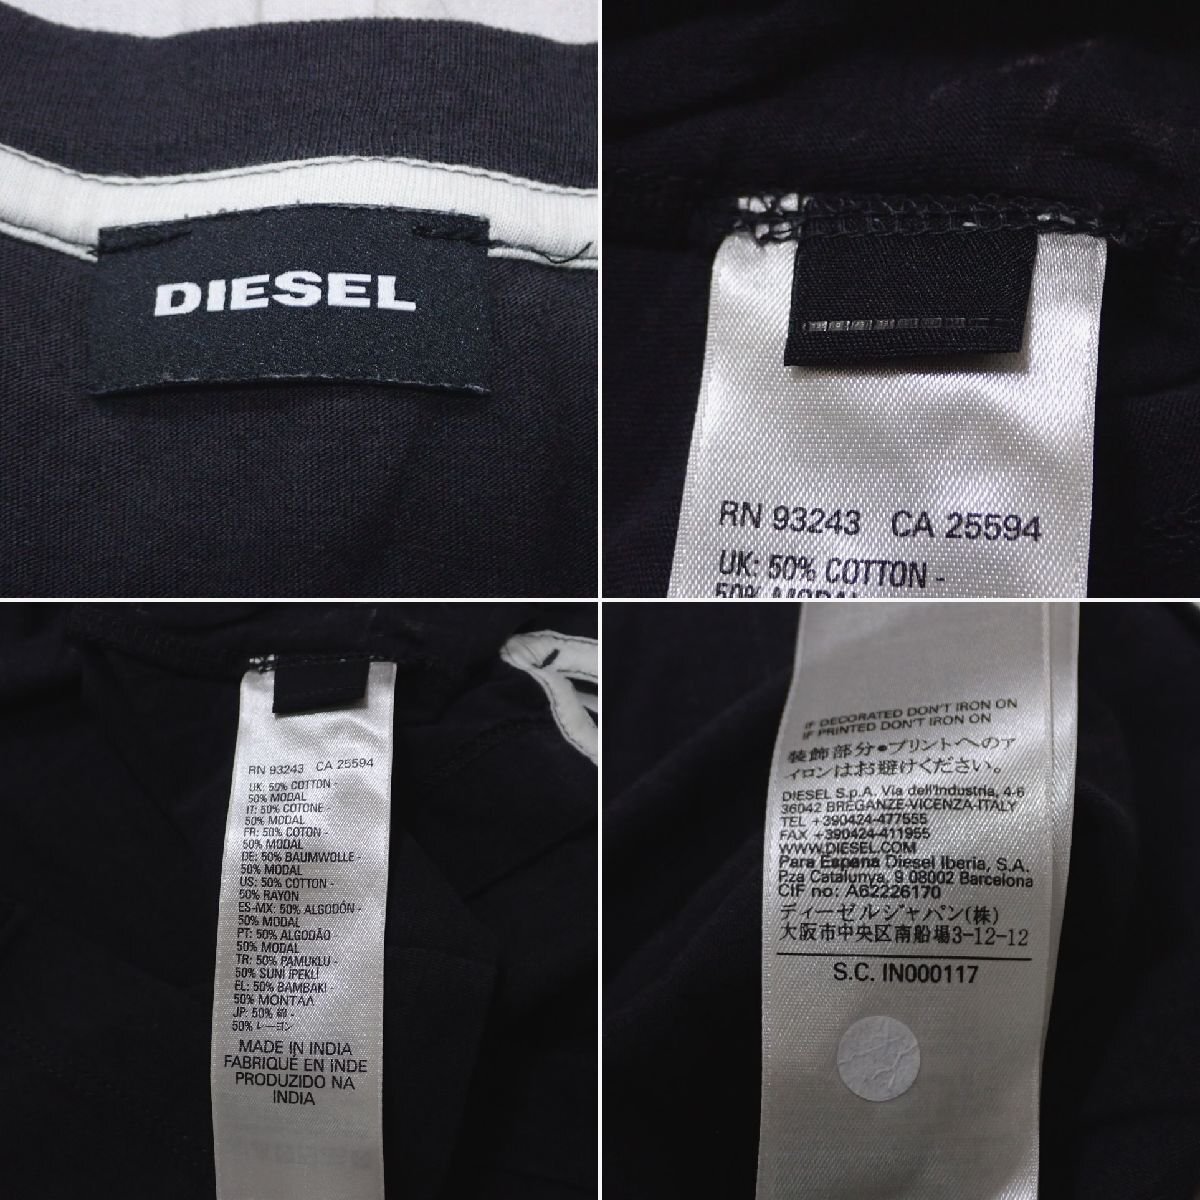 DIESEL
RN 93243 CA 25594
UK: 50% COTTON -
50% MODAL
RN 93243 CA 25594
UK: 50% COTTON -
50% MODAL
IT: 50% COTONE -
50% MODAL
FR: 50% COTON -
50% MODAL
DE: 50% BAUMWOLLE -
50% MODAL
US: 50% COTTON -
50% RAYON
ES-MX: 50% ALGODÓN -
50% MODAL
PT: 50% ALGODÃO
50% MODAL
TR: 50% PAMUKLU -
50% SUNİ İPEKLİ
EL: 50% BAMBAKI
50% MONTAΛ
JP: 50% 綿 -
50% レーヨン
MADE IN INDIA
FABRIQUÉ EN INDE
PRODUZIDO NA
INDIA
IF DECORATED DON'T IRON ON
IF PRINTED DON'T IRON ON
装飾部分●プリントへのア
イロンはお避けください。
DIESEL S.p.A. Via dell'Industria, 4-6
36042 BREGANZE-VICENZA-ITALY
TEL +390424-477555
FAX +390424-411955
WWW.DIESEL.COM
Para Espana Diesel Iberia, S.A.
Pza Catalunya, 9 08002 Barcelona
CIF no: A62226170
ディーゼルジャパン(株)
大阪市中央区南船場3-12-12
S.C. IN000117